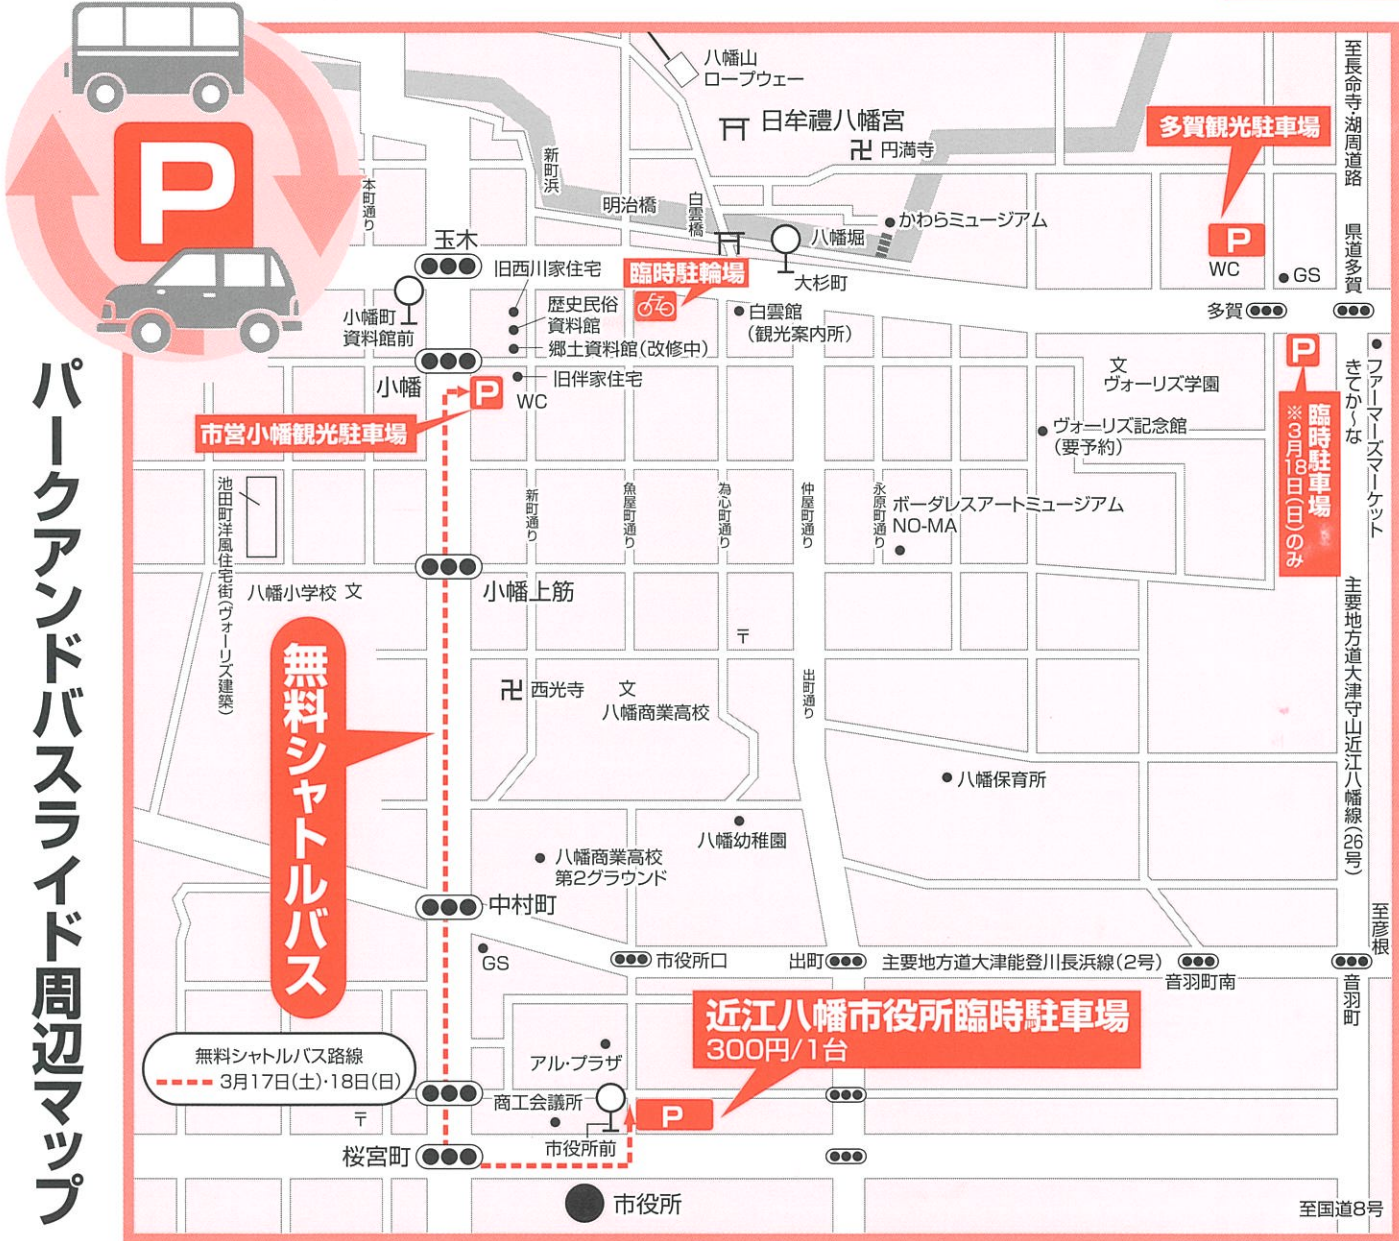 パークアンドバスライド周辺マップ
P
八幡山
ロープウェー
日牟禮八幡宮
円満寺
多賀観光駐車場
P
WC
GS
多賀
至長命寺・湖周道路
県道多賀
本町通り
新町浜
明治橋
白雲橋
八幡堀
かわらミュージアム
大杉町
玉木
旧西川家住宅
臨時駐輪場
小幡町
資料館前
歴史民俗
資料館
郷土資料館(改修中)
白雲館
(観光案内所)
小幡
P
旧伴家住宅
WC
市営小幡観光駐車場
文
ヴォーリズ学園
ヴォーリズ記念館
(要予約)
P
臨時駐車場
※3月18日(日)のみ
ファーマーズマーケット
きてか〜な
池田町洋風住宅街(ヴォーリズ建築)
新町通り
魚屋町通り
為心町通り
仲屋町通り
永原町通り
ボーダレスアートミュージアム
NO-MA
八幡小学校 文
小幡上筋
〒
主要地方道大津守山近江八幡線(26号)
無料シャトルバス
西光寺
文
八幡商業高校
出町通り
八幡保育所
八幡幼稚園
八幡商業高校
第2グラウンド
中村町
GS
市役所口
出町
主要地方道大津能登川長浜線(2号)
音羽町南
至彦根
音羽町
近江八幡市役所臨時駐車場
300円/1台
無料シャトルバス路線
3月17日(土)・18日(日)
アル・プラザ
商工会議所
P
〒
市役所前
桜宮町
市役所
至国道8号